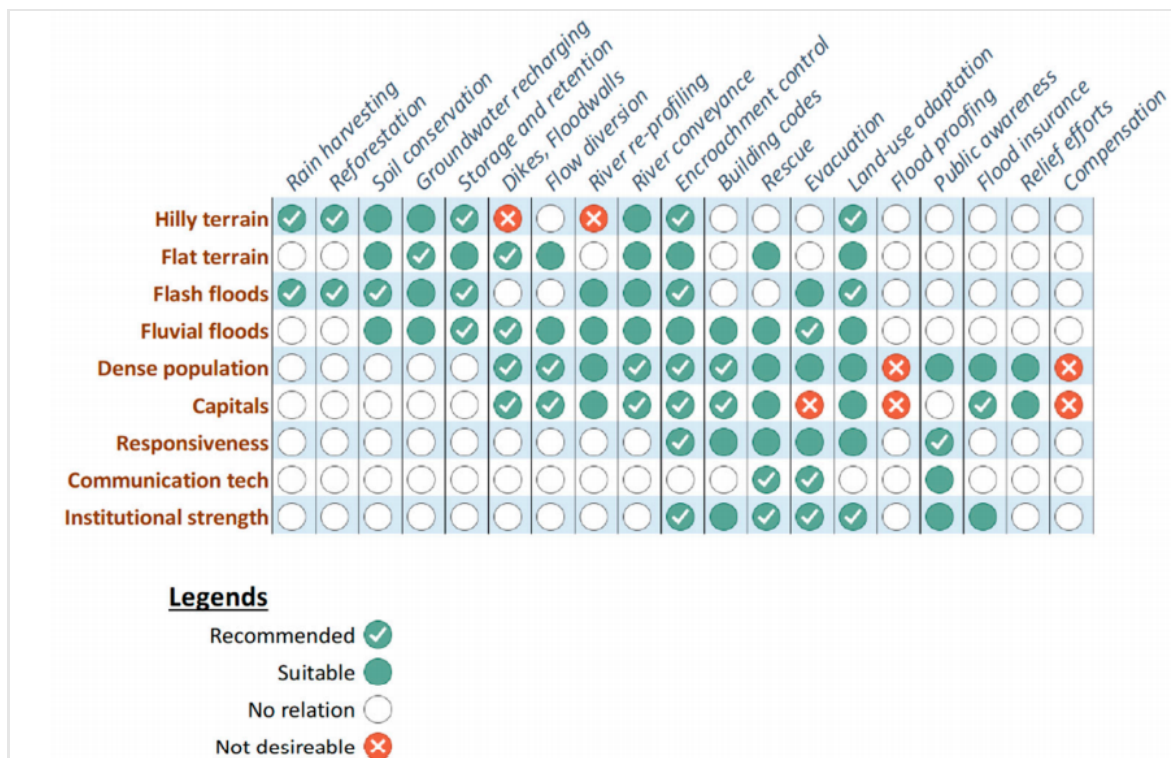 Rain harvesting
Reforestation
Soil conservation
Groundwater recharging
Storage and retention
Dikes, Floodwalls
Flow diversion
River re-profiling
River conveyance
Encroachment control
Building codes
Rescue
Evacuation
Land-use adaptation
Flood proofing
Public awareness
Flood insurance
Relief efforts
Compensation
Hilly terrain
Flat terrain
Flash floods
Fluvial floods
Dense population
Capitals
Responsiveness
Communication tech
Institutional strength
Legends
Recommended
Suitable
No relation
Not desireable